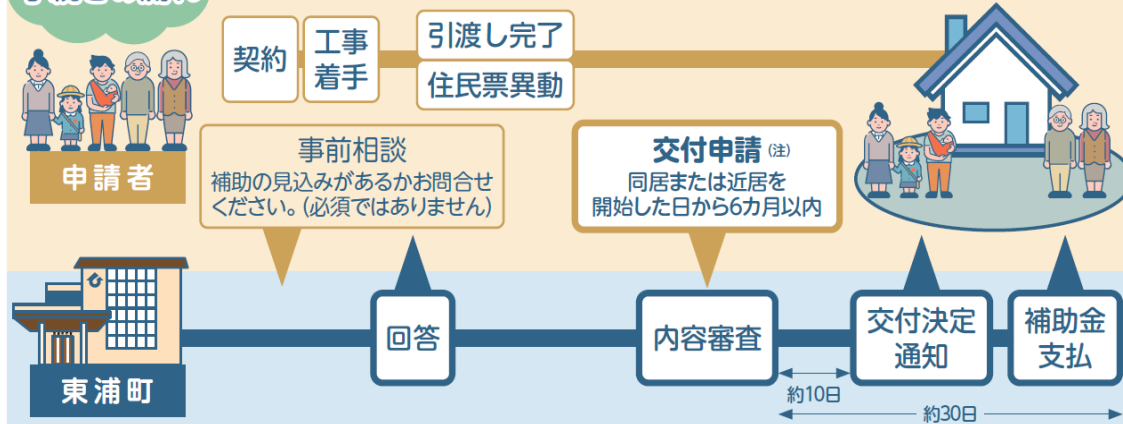 契約
工事
着手
引渡し完了
住民票異動
申請者
事前相談
補助の見込みがあるかお問合せ
ください。(必須ではありません)
交付申請(注)
同居または近居を
開始した日から6カ月以内
東浦町
回答
内容審査
交付決定
通知
補助金
支払
約10日
約30日